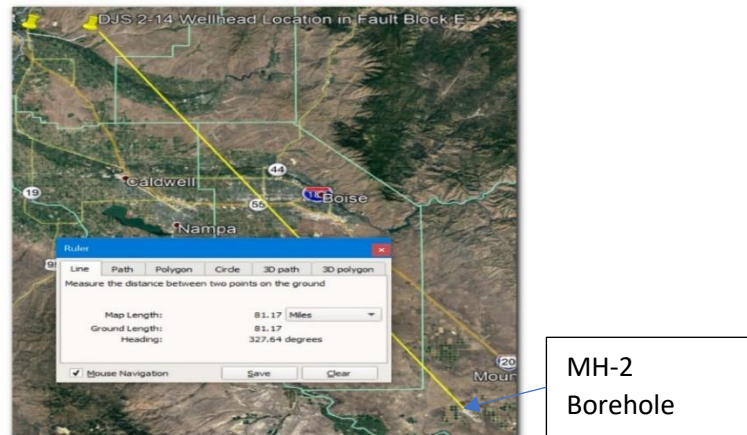 DJS 2-14 Wellhead Location in Fault Block E
44
Caldwell
19
55
Boise
Nampa
Ruler
Line Path Polygon Circle 3D path 3D polygon
Measure the distance between two points on the ground
Map Length: 81.17 Miles
Ground Length: 81.17
Heading: 327.64 degrees
Mouse Navigation Save Clear
20
Moun
MH-2
Borehole